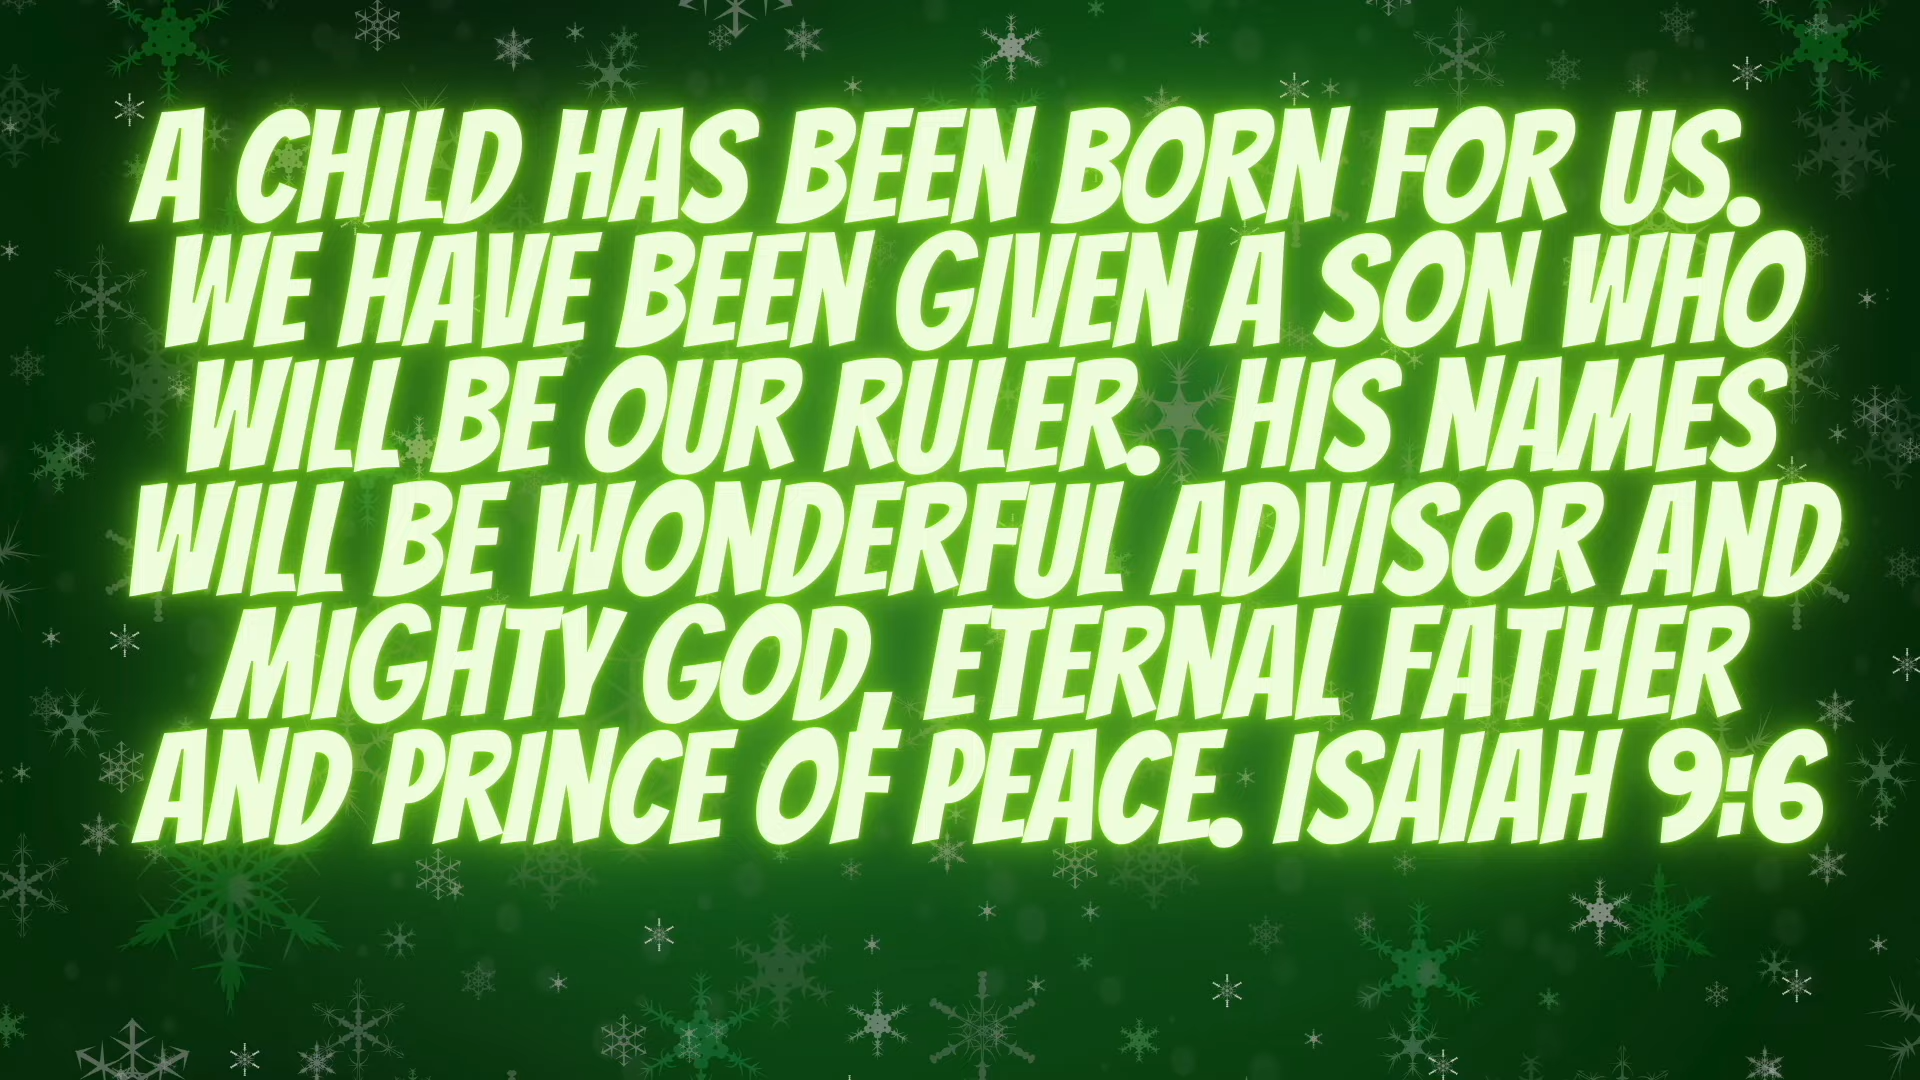 A CHILD HAS BEEN BORN FOR US.
WE HAVE BEEN GIVEN A SON WHO
WILL BE OUR RULER. HIS NAMES
WILL BE WONDERFUL ADVISOR AND
MIGHTY GOD, ETERNAL FATHER
AND PRINCE OF PEACE. ISAIAH 9:6